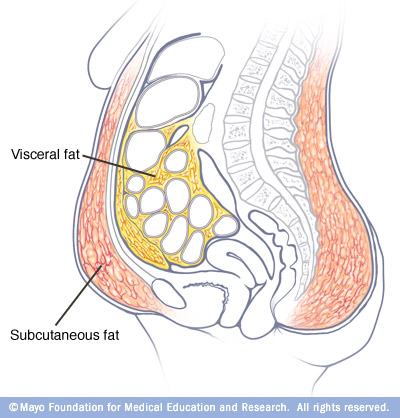 Visceral fat
Subcutaneous fat
© Mayo Foundation for Medical Education and Research. All rights reserved.